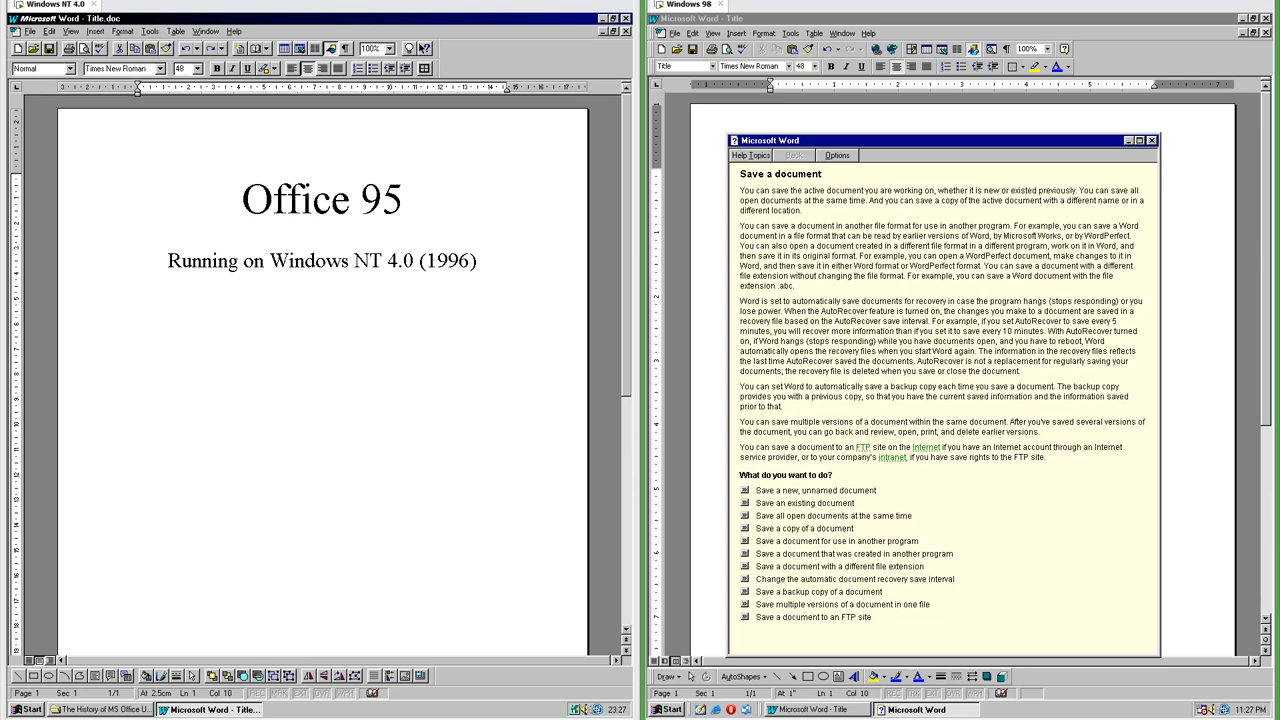 Windows NT 4.0
Microsoft Word - Title.doc
File Edit View Insert Format Tools Table Window Help
100%
Normal Times New Roman 48 B I U
3 2 1 1 2 3 4 5 6 7 8 9 10 11 12 13 14 15 16 17
Office 95
Running on Windows NT 4.0 (1996)
Page 1 Sec 1 1/1 At 2.5cm Ln 1 Col 10 REC MRK EXT OVR WPH
Start The History of MS Office U... Microsoft Word - Title... 23:27
Windows 98
Microsoft Word - Title
File Edit View Insert Format Tools Table Window Help
100%
Title Times New Roman 48 B I U
1 1 2 3 4 5 6 7
Microsoft Word
Help Topics Back Options
Save a document
You can save the active document you are working on, whether it is new or existed previously. You can save all
open documents at the same time. And you can save a copy of the active document with a different name or in a
different location.
You can save a document in another file format for use in another program. For example, you can save a Word
document in a file format that can be read by earlier versions of Word, by Microsoft Works, or by WordPerfect.
You can also open a document created in a different file format in a different program, work on it in Word, and
then save it in its original format. For example, you can open a WordPerfect document, make changes to it in
Word, and then save it in either Word format or WordPerfect format. You can save a document with a different
file extension without changing the file format. For example, you can save a Word document with the file
extension .abc.
Word is set to automatically save documents for recovery in case the program hangs (stops responding) or you
lose power. When the AutoRecover feature is turned on, the changes you make to a document are saved in a
recovery file based on the AutoRecover save interval. For example, if you set AutoRecover to save every 5
minutes, you will recover more information than if you set it to save every 10 minutes. With AutoRecover turned
on, if Word hangs (stops responding) while you have documents open, and you have to reboot, Word
automatically opens the recovery files when you start Word again. The information in the recovery files reflects
the last time AutoRecover saved the documents. AutoRecover is not a replacement for regularly saving your
documents; the recovery file is deleted when you save or close the document.
You can set Word to automatically save a backup copy each time you save a document. The backup copy
provides you with a previous copy, so that you have the current saved information and the information saved
prior to that.
You can save multiple versions of a document within the same document. After you've saved several versions of
the document, you can go back and review, open, print, and delete earlier versions.
You can save a document to an FTP site on the Internet if you have an Internet account through an Internet
service provider, or to your company's intranet, if you have save rights to the FTP site.
What do you want to do?
Save a new, unnamed document
Save an existing document
Save all open documents at the same time
Save a copy of a document
Save a document for use in another program
Save a document that was created in another program
Save a document with a different file extension
Change the automatic document recovery save interval
Save a backup copy of a document
Save multiple versions of a document in one file
Save a document to an FTP site
Draw AutoShapes
Page 1 Sec 1 1/1 At 1" Ln 1 Col 10 REC TRK EXT OVR WPH
Start Microsoft Word - Title Microsoft Word 11:27 PM